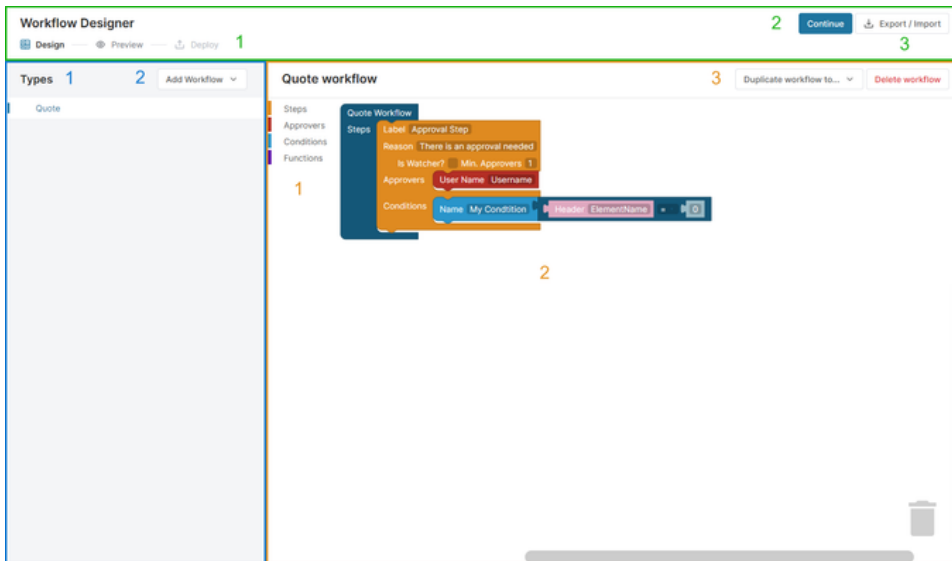 Workflow Designer
Design Preview Deploy 1
2 Continue Export / Import
3
Types 1 2 Add Workflow
Quote
Quote workflow 3 Duplicate workflow to... Delete workflow
Steps
Approvers
Conditions
Functions
1
Quote Workflow
Steps Label Approval Step
Reason There is an approval needed
Is Watcher? Min. Approvers 1
Approvers User Name Username
Conditions Name My Condtition Header ElementName = 0
2